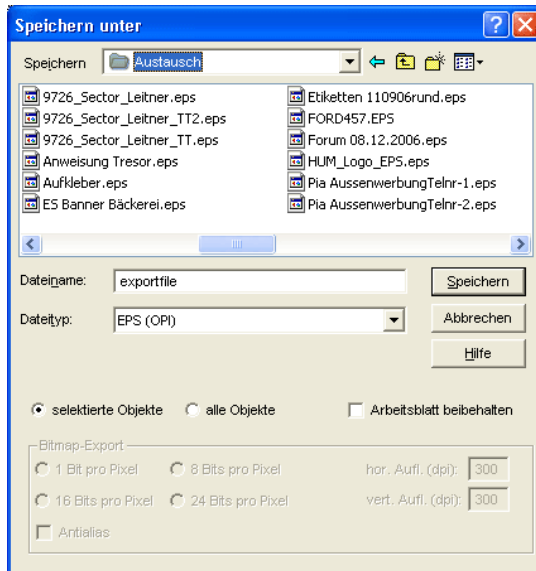 Speichern unter
Speichern Austausch
9726_Sector_Leitner.eps
9726_Sector_Leitner_TT2.eps
9726_Sector_Leitner_TT.eps
Anweisung Tresor.eps
Aufkleber.eps
ES Banner Bäckerei.eps
Etiketten 110906rund.eps
FORD457.EPS
Forum 08.12.2006.eps
HUM_Logo_EPS.eps
Pia AussenwerbungTelnr-1.eps
Pia AussenwerbungTelnr-2.eps
Dateiname: exportfile Speichern
Dateityp: EPS (OPI) Abbrechen
Hilfe
selektierte Objekte alle Objekte Arbeitsblatt beibehalten
Bitmap-Export
1 Bit pro Pixel 8 Bits pro Pixel hor. Aufl. (dpi): 300
16 Bits pro Pixel 24 Bits pro Pixel vert. Aufl. (dpi): 300
Antialias